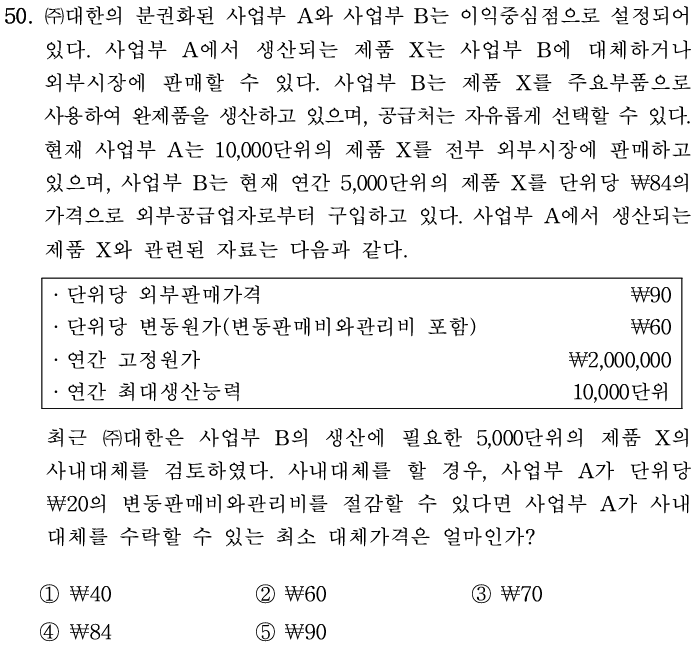 50. ㈜대한의 분권화된 사업부 A와 사업부 B는 이익중심점으로 설정되어
있다. 사업부 A에서 생산되는 제품 X는 사업부 B에 대체하거나
외부시장에 판매할 수 있다. 사업부 B는 제품 X를 주요부품으로
사용하여 완제품을 생산하고 있으며, 공급처는 자유롭게 선택할 수 있다.
현재 사업부 A는 10,000단위의 제품 X를 전부 외부시장에 판매하고
있으며, 사업부 B는 현재 연간 5,000단위의 제품 X를 단위당 ₩84의
가격으로 외부공급업자로부터 구입하고 있다. 사업부 A에서 생산되는
제품 X와 관련된 자료는 다음과 같다.
· 단위당 외부판매가격 ₩90
· 단위당 변동원가(변동판매비와관리비 포함) ₩60
· 연간 고정원가 ₩2,000,000
· 연간 최대생산능력 10,000단위
최근 ㈜대한은 사업부 B의 생산에 필요한 5,000단위의 제품 X의
사내대체를 검토하였다. 사내대체를 할 경우, 사업부 A가 단위당
₩20의 변동판매비와관리비를 절감할 수 있다면 사업부 A가 사내
대체를 수락할 수 있는 최소 대체가격은 얼마인가?
① ₩40 ② ₩60 ③ ₩70
④ ₩84 ⑤ ₩90